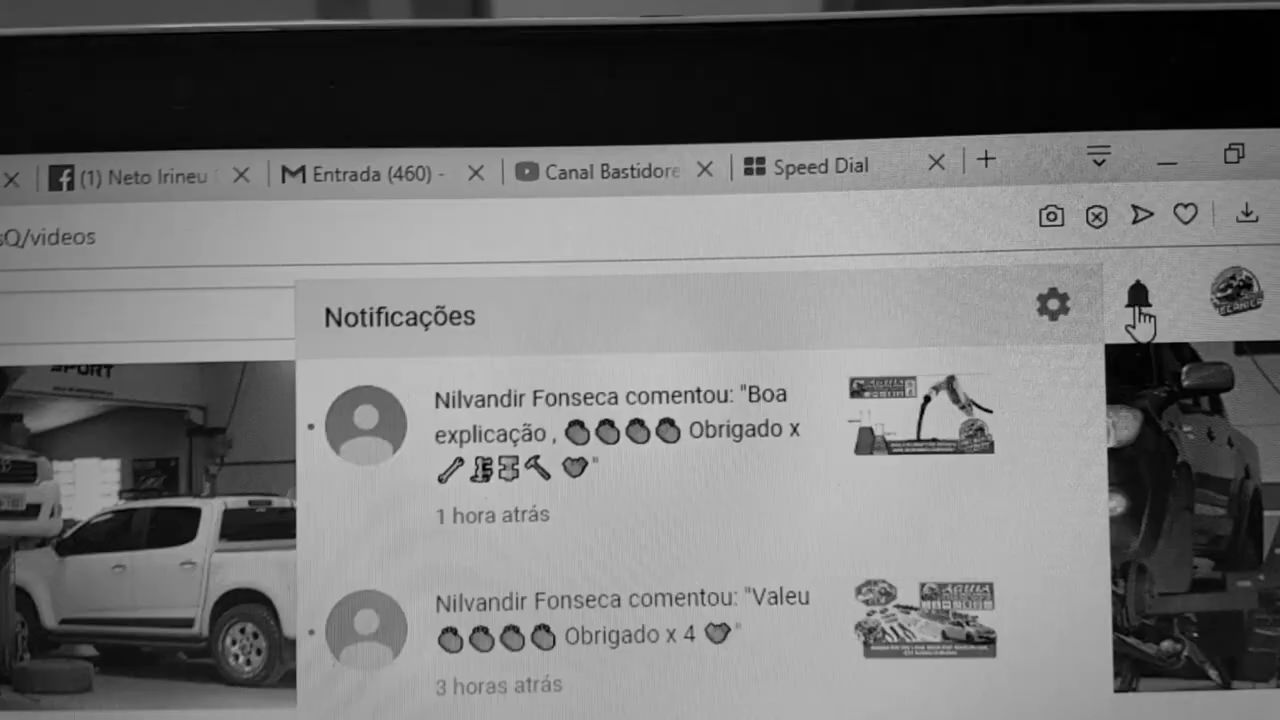 (1) Neto Irineu
Entrada (460) -
Canal Bastidore
Speed Dial
sQ/videos
Notificações
SPORT
Nilvandir Fonseca comentou: "Boa
explicação , 👏👏👏👏 Obrigado x
"
1 hora atrás
Nilvandir Fonseca comentou: "Valeu
👏👏👏👏 Obrigado x 4 "
3 horas atrás